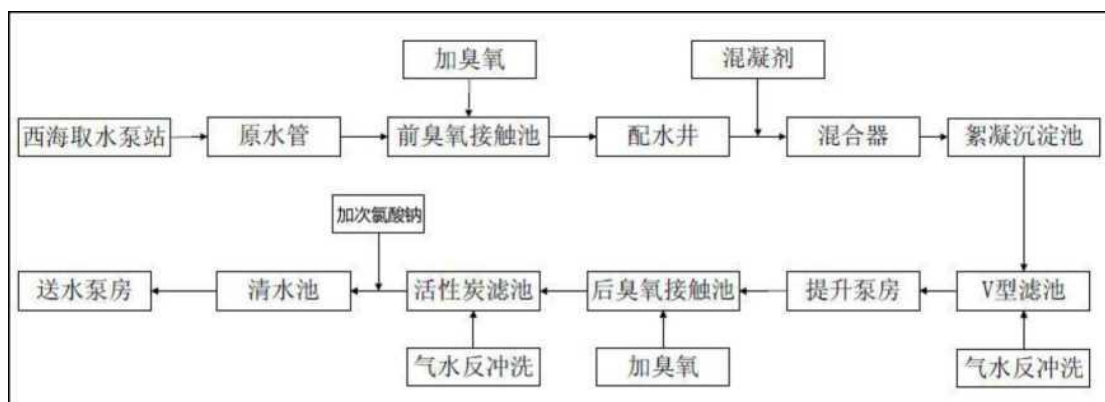 加臭氧
混凝剂
西海取水泵站
原水管
前臭氧接触池
配水井
混合器
絮凝沉淀池
加次氯酸钠
送水泵房
清水池
活性炭滤池
后臭氧接触池
提升泵房
V型滤池
气水反冲洗
加臭氧
气水反冲洗